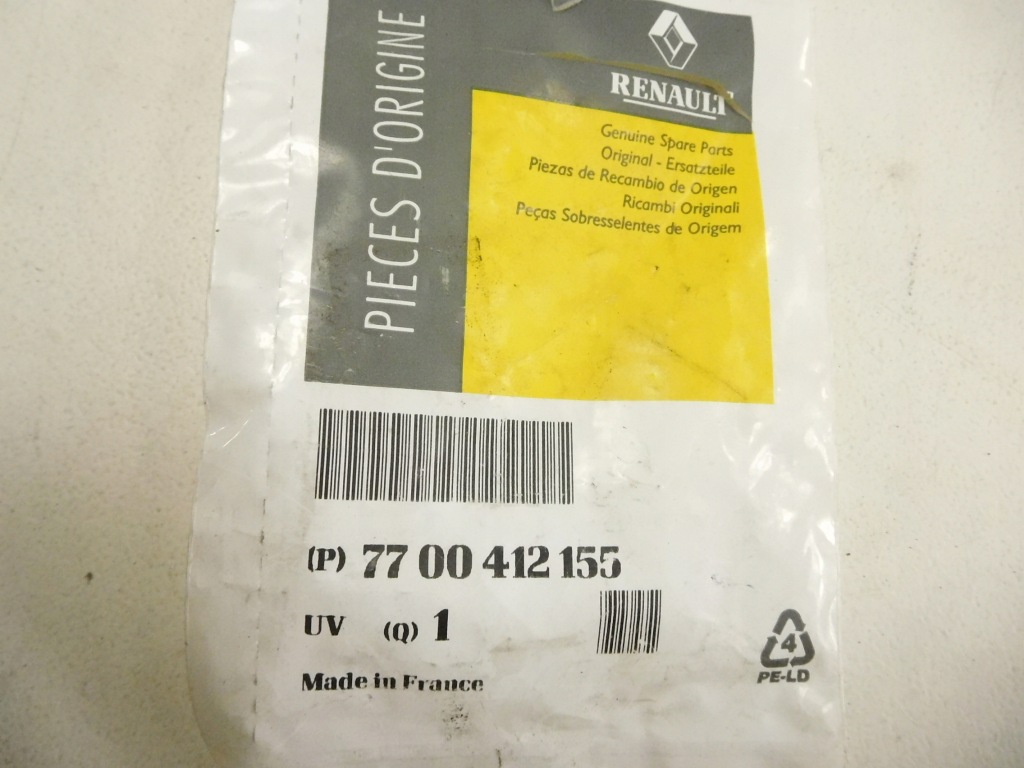 PIECES D'ORIGINE
RENAULT
Genuine Spare Parts
Original - Ersatzteile
Piezas de Recambio de Origen
Ricambi Originali
Peças Sobresselentes de Origem
(P) 77 00 412 155
UV (Q) 1
Made in France
4
PE-LD